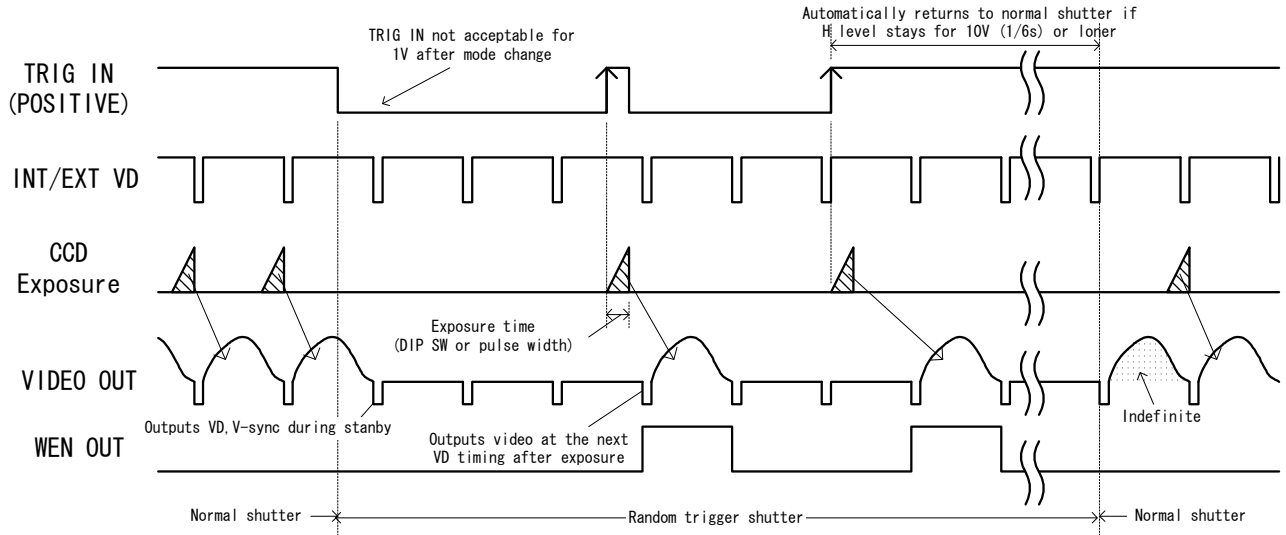 Automatically returns to normal shutter if
H level stays for 10V (1/6s) or loner
TRIG IN not acceptable for
1V after mode change
TRIG IN
(POSITIVE)
INT/EXT VD
CCD
Exposure
Exposure time
(DIP SW or pulse width)
VIDEO OUT
Indefinite
Outputs VD,V-sync during stanby
Outputs video at the next
VD timing after exposure
WEN OUT
Normal shutter
Random trigger shutter
Normal shutter